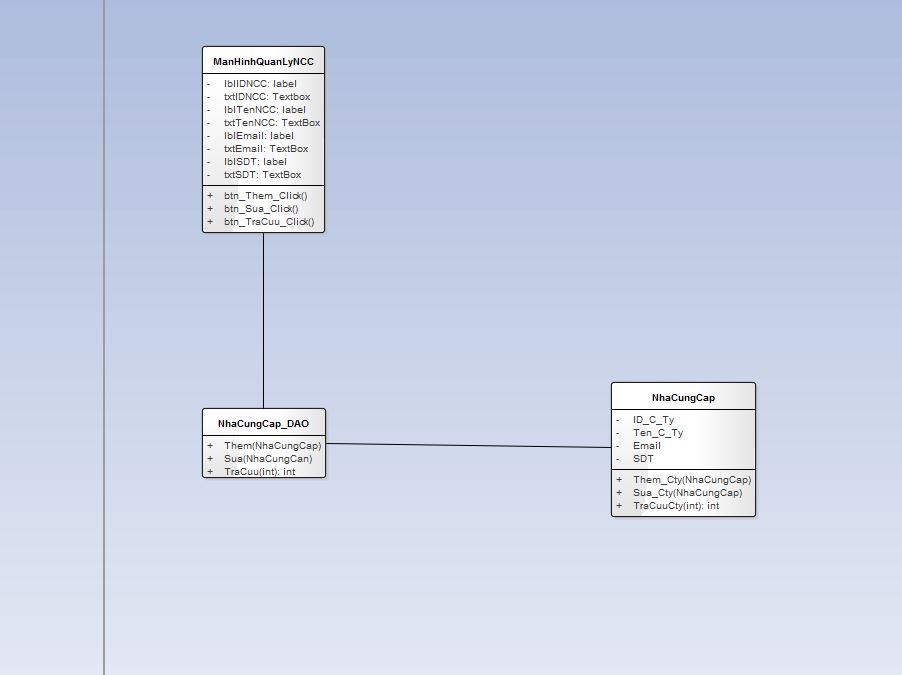 ManHinhQuanLyNCC
- lblIDNCC: label
- txtIDNCC: Textbox
- lblTenNCC: label
- txtTenNCC: TextBox
- lblEmail: label
- txtEmail: TextBox
- lblSDT: label
- txtSDT: TextBox
+ btn_Them_Click()
+ btn_Sua_Click()
+ btn_TraCuu_Click()
NhaCungCap_DAO
+ Them(NhaCungCap)
+ Sua(NhaCungCan)
+ TraCuu(int): int
NhaCungCap
- ID_C_Ty
- Ten_C_Ty
- Email
- SDT
+ Them_Cty(NhaCungCap)
+ Sua_Cty(NhaCungCap)
+ TraCuuCty(int): int